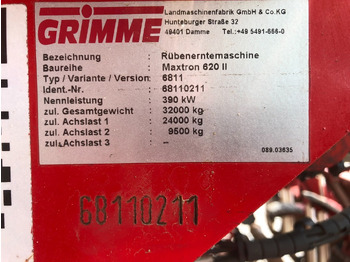 GRIMME
Landmaschinenfabrik GmbH & Co.KG
Hunteburger Straße 32
49401 Damme Tel.:+49 5491-666-0
Bezeichnung Rübenerntemaschine
Baureihe Maxtron 620 II
Typ / Variante / Version 6811
Ident.-Nr. 68110211
Nennleistung 390 kW
zul. Gesamtgewicht 32000 kg
zul. Achslast 1 24000 kg
zul. Achslast 2 9500 kg
zul. Achslast 3 –
089.03635
68110211